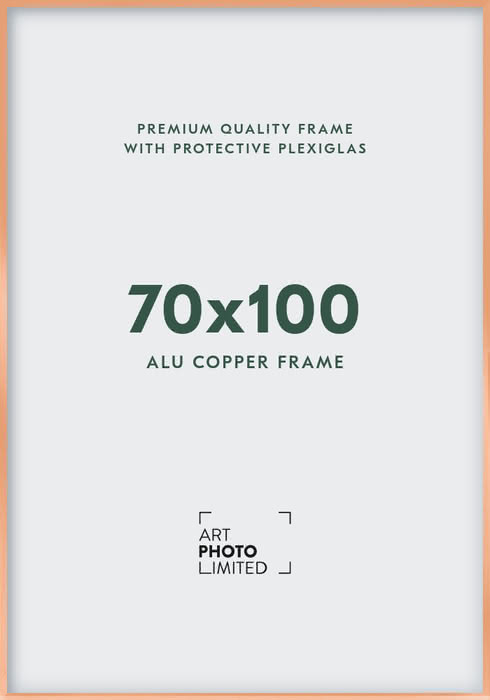 PREMIUM QUALITY FRAME
WITH PROTECTIVE PLEXIGLAS
70x100
ALU COPPER FRAME
ART
PHOTO
LIMITED